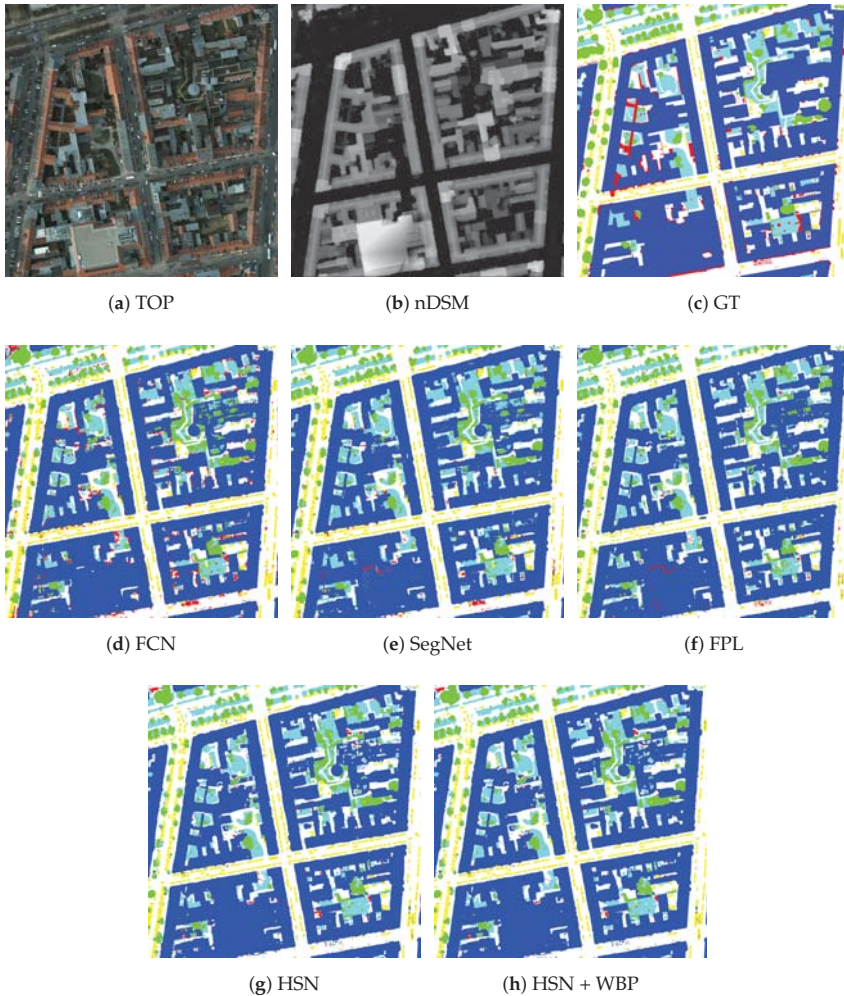 (a) TOP
(b) nDSM
(c) GT
(d) FCN
(e) SegNet
(f) FPL
(g) HSN
(h) HSN + WBP